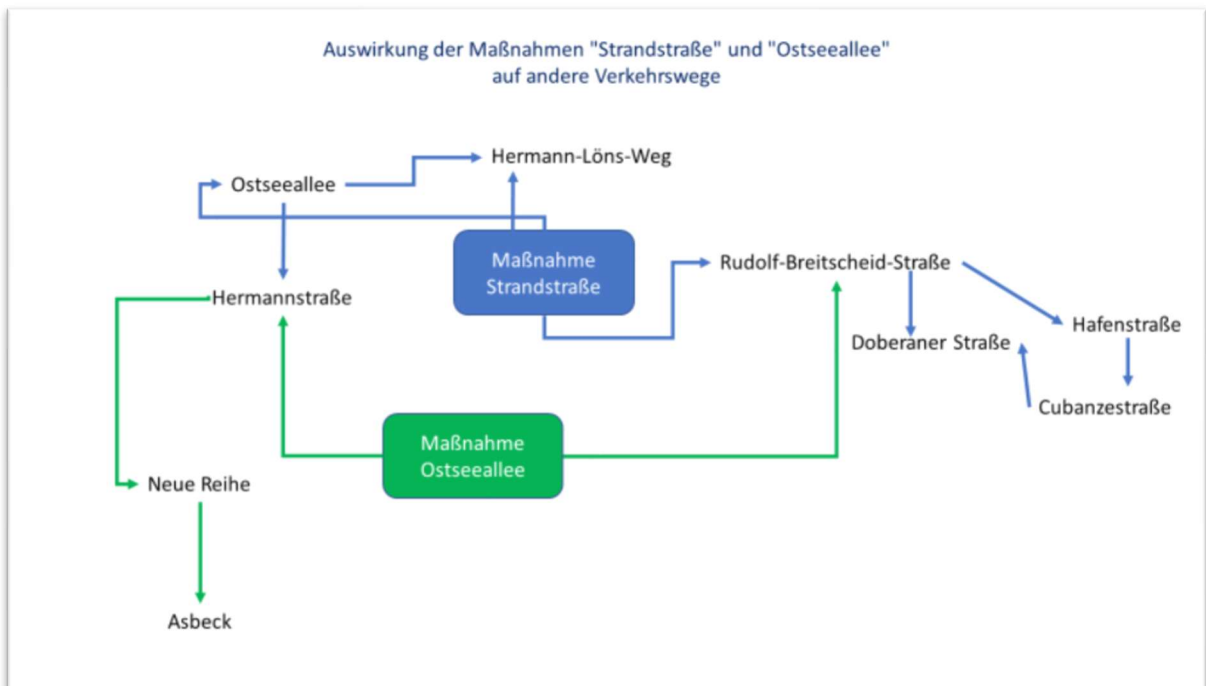 Auswirkung der Maßnahmen "Strandstraße" und "Ostseeallee"
auf andere Verkehrswege
Hermann-Löns-Weg
Ostseeallee
Maßnahme
Strandstraße
Rudolf-Breitscheid-Straße
Hermannstraße
Hafenstraße
Doberaner Straße
Cubanzestraße
Maßnahme
Ostseeallee
Neue Reihe
Asbeck